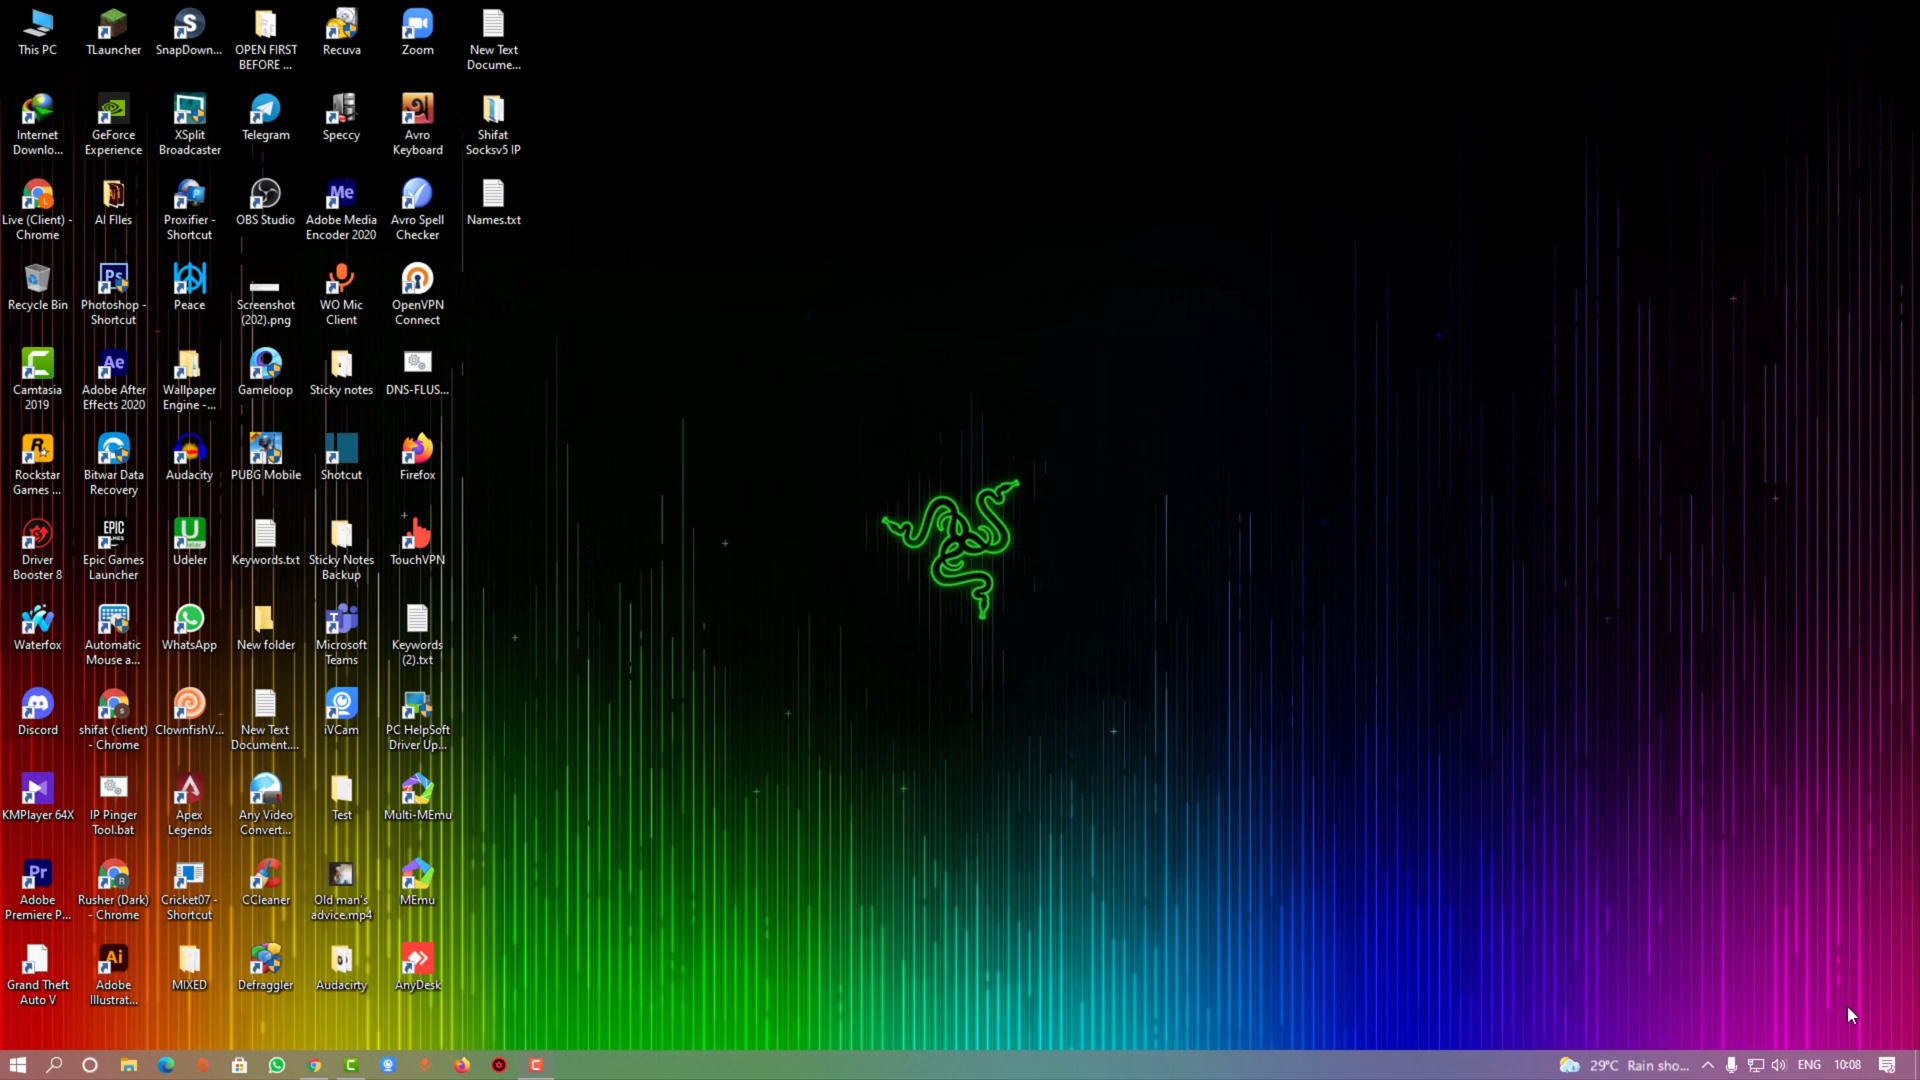 This PC
TLauncher
SnapDown...
OPEN FIRST
BEFORE ...
Recuva
Zoom
New Text
Docume...
Internet
Downlo...
GeForce
Experience
XSplit
Broadcaster
Telegram
Speccy
Avro
Keyboard
Shifat
Socksv5 IP
Live (Client) -
Chrome
AI FIles
Proxifier -
Shortcut
OBS Studio
Adobe Media
Encoder 2020
Avro Spell
Checker
Names.txt
Recycle Bin
Photoshop -
Shortcut
Peace
Screenshot
(202).png
WO Mic
Client
OpenVPN
Connect
Camtasia
2019
Adobe After
Effects 2020
Wallpaper
Engine -...
Gameloop
Sticky notes
DNS-FLUS...
Rockstar
Games ...
Bitwar Data
Recovery
Audacity
PUBG Mobile
Shotcut
Firefox
Driver
Booster 8
Epic Games
Launcher
Udeler
Keywords.txt
Sticky Notes
Backup
TouchVPN
Waterfox
Automatic
Mouse a...
WhatsApp
New folder
Microsoft
Teams
Keywords
(2).txt
Discord
shifat (client)
- Chrome
ClownfishV...
New Text
Document....
iVCam
PC HelpSoft
Driver Up...
KMPlayer 64X
IP Pinger
Tool.bat
Apex
Legends
Any Video
Convert...
Test
Multi-MEmu
Adobe
Premiere P...
Rusher (Dark)
- Chrome
Cricket07 -
Shortcut
CCleaner
Old man's
advice.mp4
MEmu
Grand Theft
Auto V
Adobe
Illustrat...
MIXED
Defraggler
Audacirty
AnyDesk
29°C Rain sho...
ENG
10:08